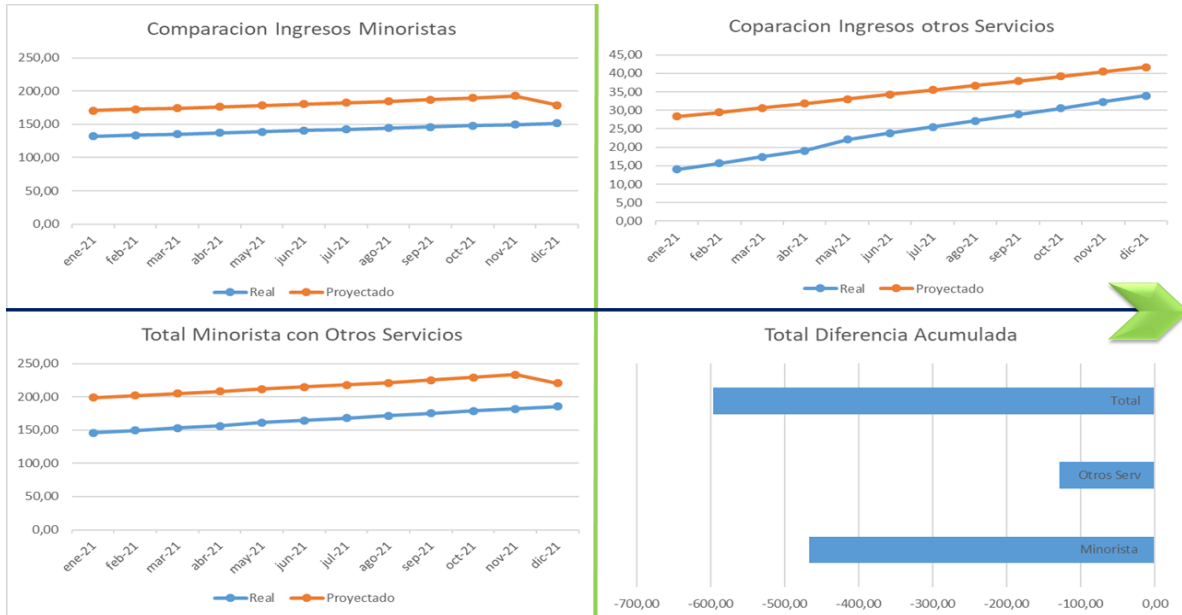 Comparacion Ingresos Minoristas
250,00
200,00
150,00
100,00
50,00
0,00
ene-21 feb-21 mar-21 abr-21 may-21 jun-21 jul-21 ago-21 sep-21 oct-21 nov-21 dic-21
Real Proyectado
Coparacion Ingresos otros Servicios
45,00
40,00
35,00
30,00
25,00
20,00
15,00
10,00
5,00
0,00
ene-21 feb-21 mar-21 abr-21 may-21 jun-21 jul-21 ago-21 sep-21 oct-21 nov-21 dic-21
Real Proyectado
Total Minorista con Otros Servicios
250,00
200,00
150,00
100,00
50,00
0,00
ene-21 feb-21 mar-21 abr-21 may-21 jun-21 jul-21 ago-21 sep-21 oct-21 nov-21 dic-21
Real Proyectado
Total Diferencia Acumulada
Total
Otros Serv
Minorista
-700,00 -600,00 -500,00 -400,00 -300,00 -200,00 -100,00 0,00